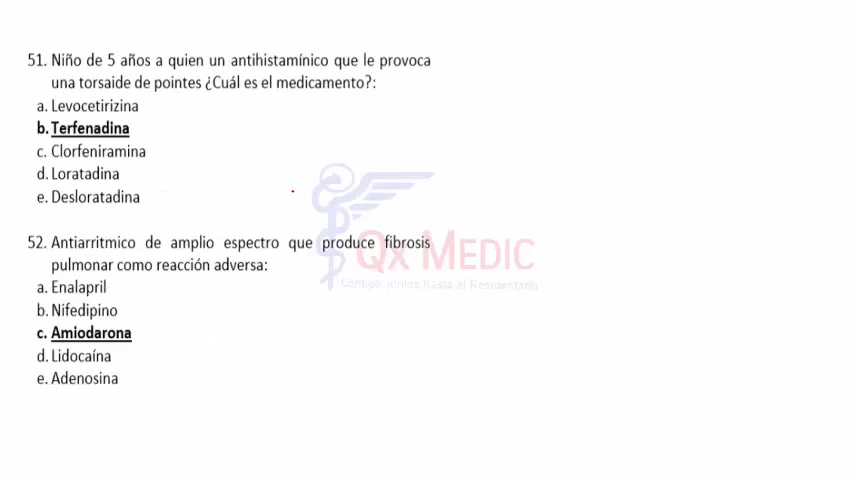 51. Niño de 5 años a quien un antihistamínico que le provoca
una torsaide de pointes ¿Cuál es el medicamento?:
a. Levocetirizina
b. Terfenadina
c. Clorfeniramina
d. Loratadina
e. Desloratadina
52. Antiarritmico de amplio espectro que produce fibrosis
pulmonar como reacción adversa:
a. Enalapril
b. Nifedipino
c. Amiodarona
d. Lidocaína
e. Adenosina
Qx MEDIC
Contigo juntos hasta el Residentado